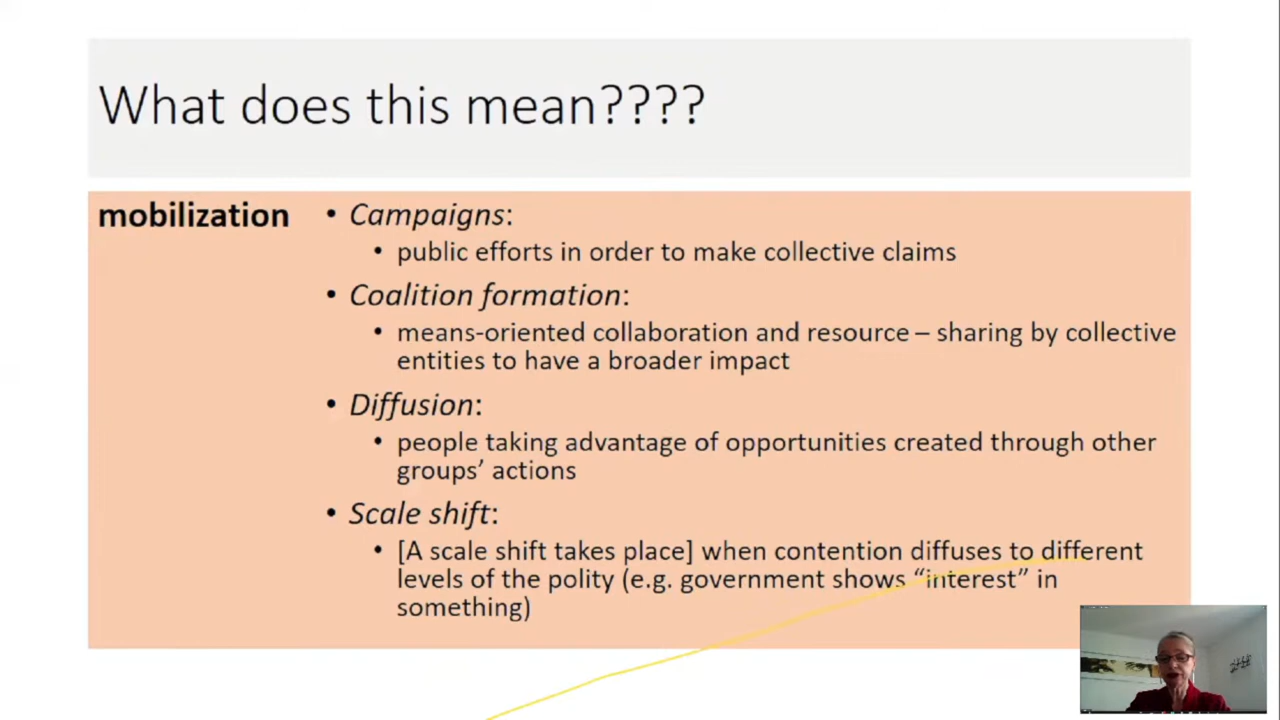 What does this mean????
mobilization
• Campaigns:
• public efforts in order to make collective claims
• Coalition formation:
• means-oriented collaboration and resource – sharing by collective
entities to have a broader impact
• Diffusion:
• people taking advantage of opportunities created through other
groups’ actions
• Scale shift:
• [A scale shift takes place] when contention diffuses to different
levels of the polity (e.g. government shows “interest” in
something)